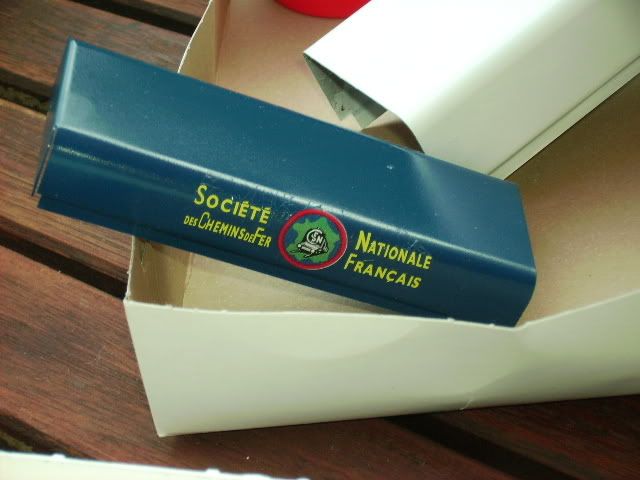 SOCIÉTÉ
DES CHEMINS DE FER
NATIONALE
FRANÇAIS